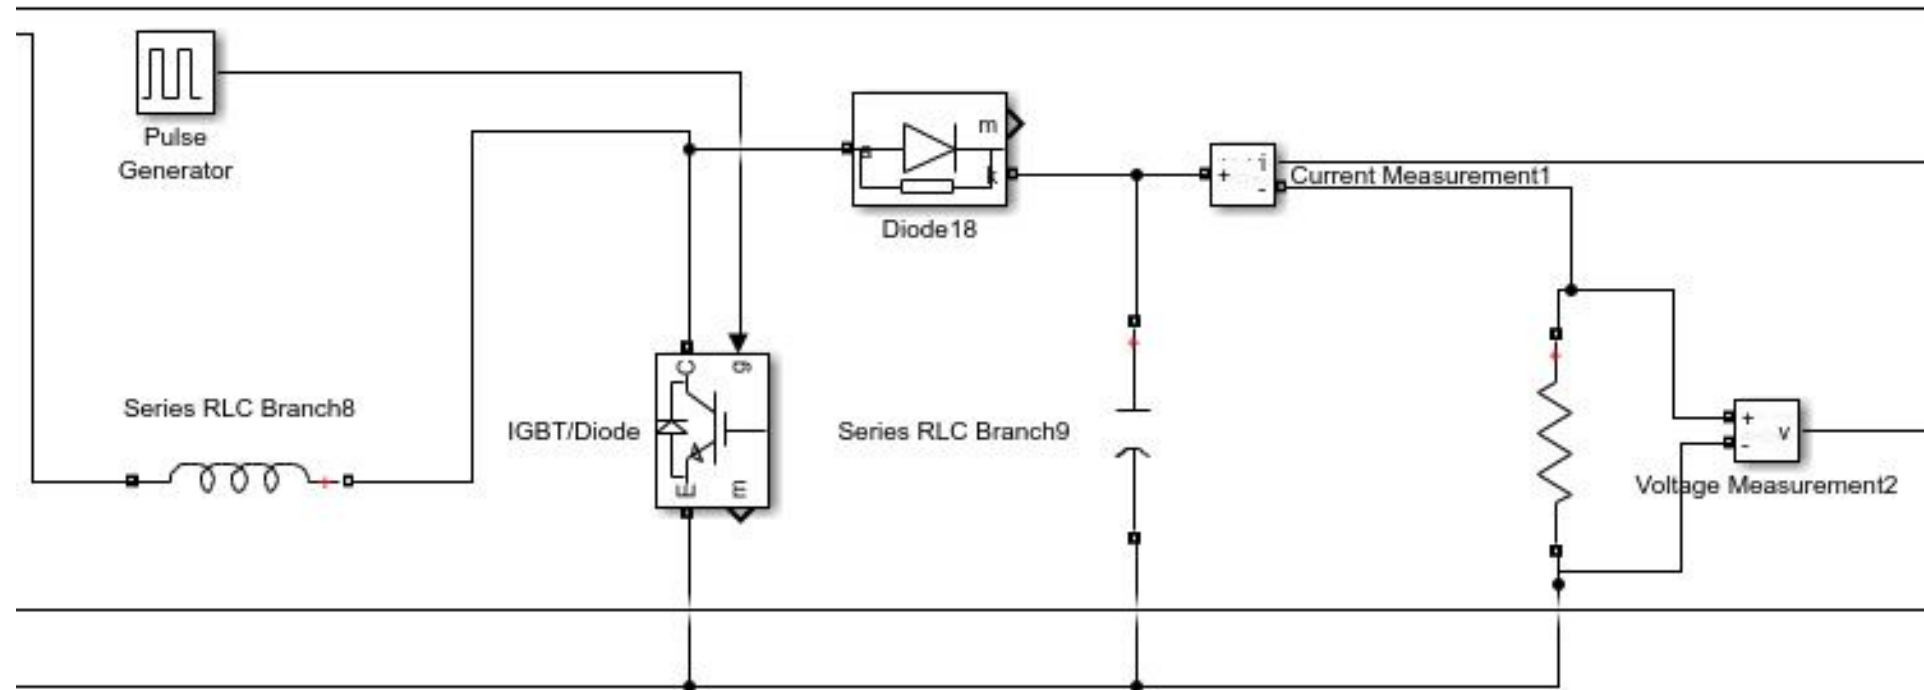 Pulse
Generator
m
k
Diode18
i
+
-
Current Measurement1
C
g
E
m
IGBT/Diode
Series RLC Branch8
+
Series RLC Branch9
+
+
+
-
v
Voltage Measurement2